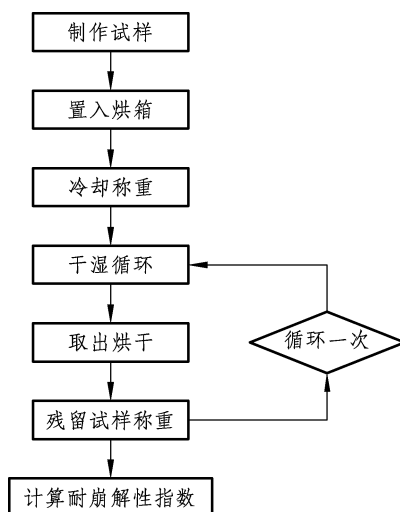 制作试样
置入烘箱
冷却称重
干湿循环
取出烘干
循环一次
残留试样称重
计算耐崩解性指数